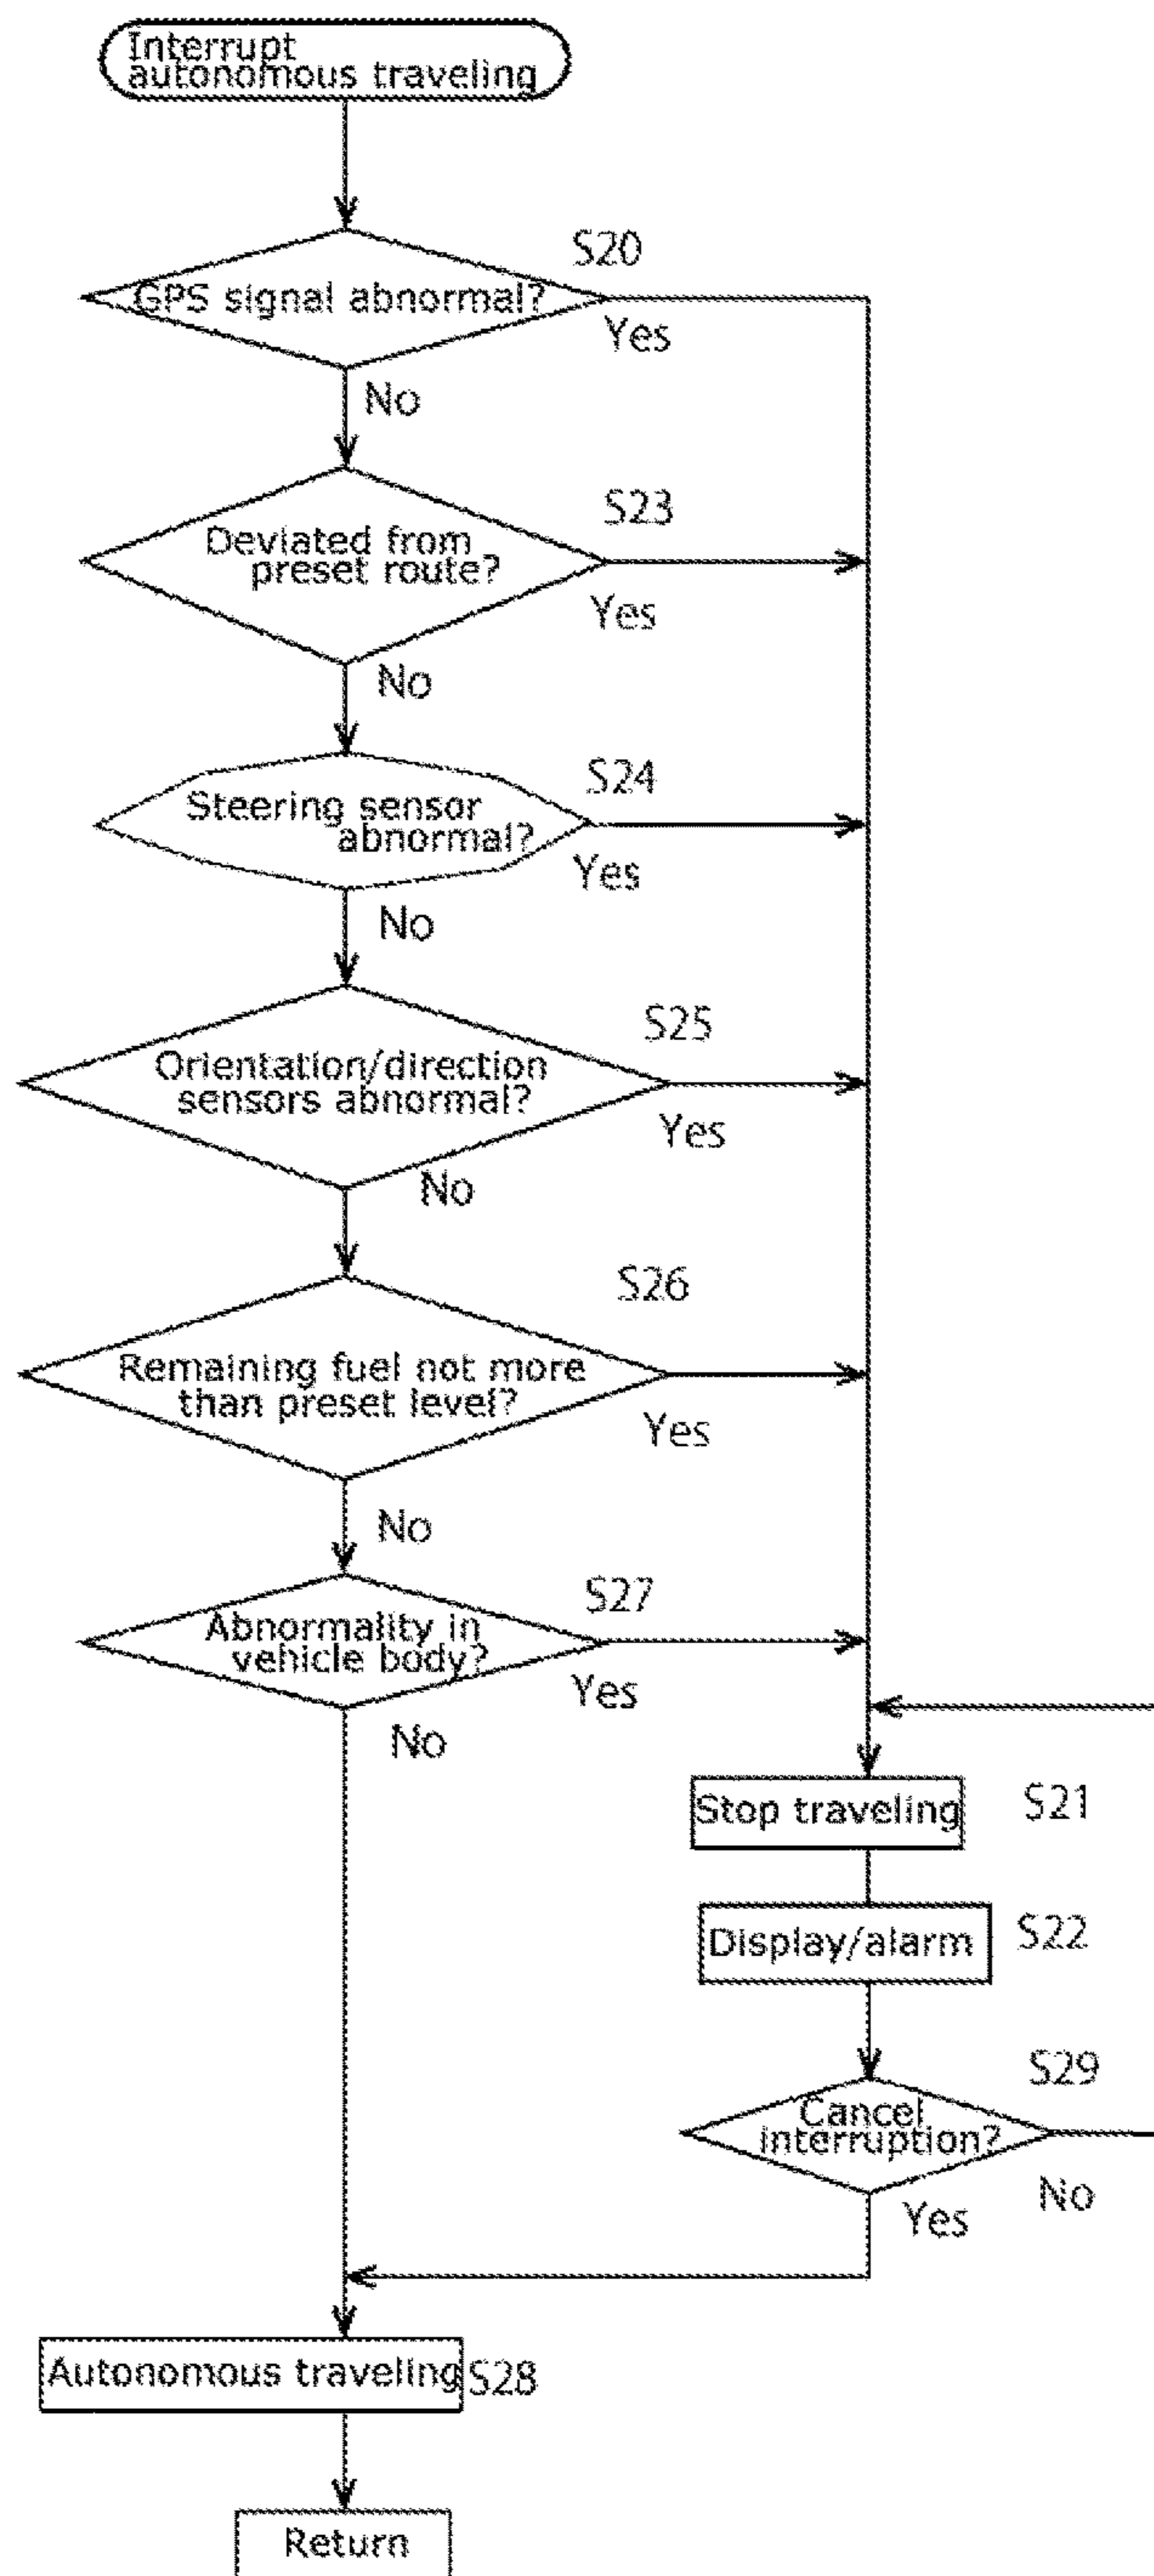 Interrupt
autonomous traveling
S20
GPS signal abnormal?
Yes
No
S23
Deviated from
preset route?
Yes
No
S24
Steering sensor
abnormal?
Yes
No
S25
Orientation/direction
sensors abnormal?
Yes
No
S26
Remaining fuel not more
than preset level?
Yes
No
S27
Abnormality in
vehicle body?
Yes
No
Stop traveling
S21
Display/alarm
S22
S29
Cancel
interruption?
No
Yes
Autonomous traveling
S28
Return